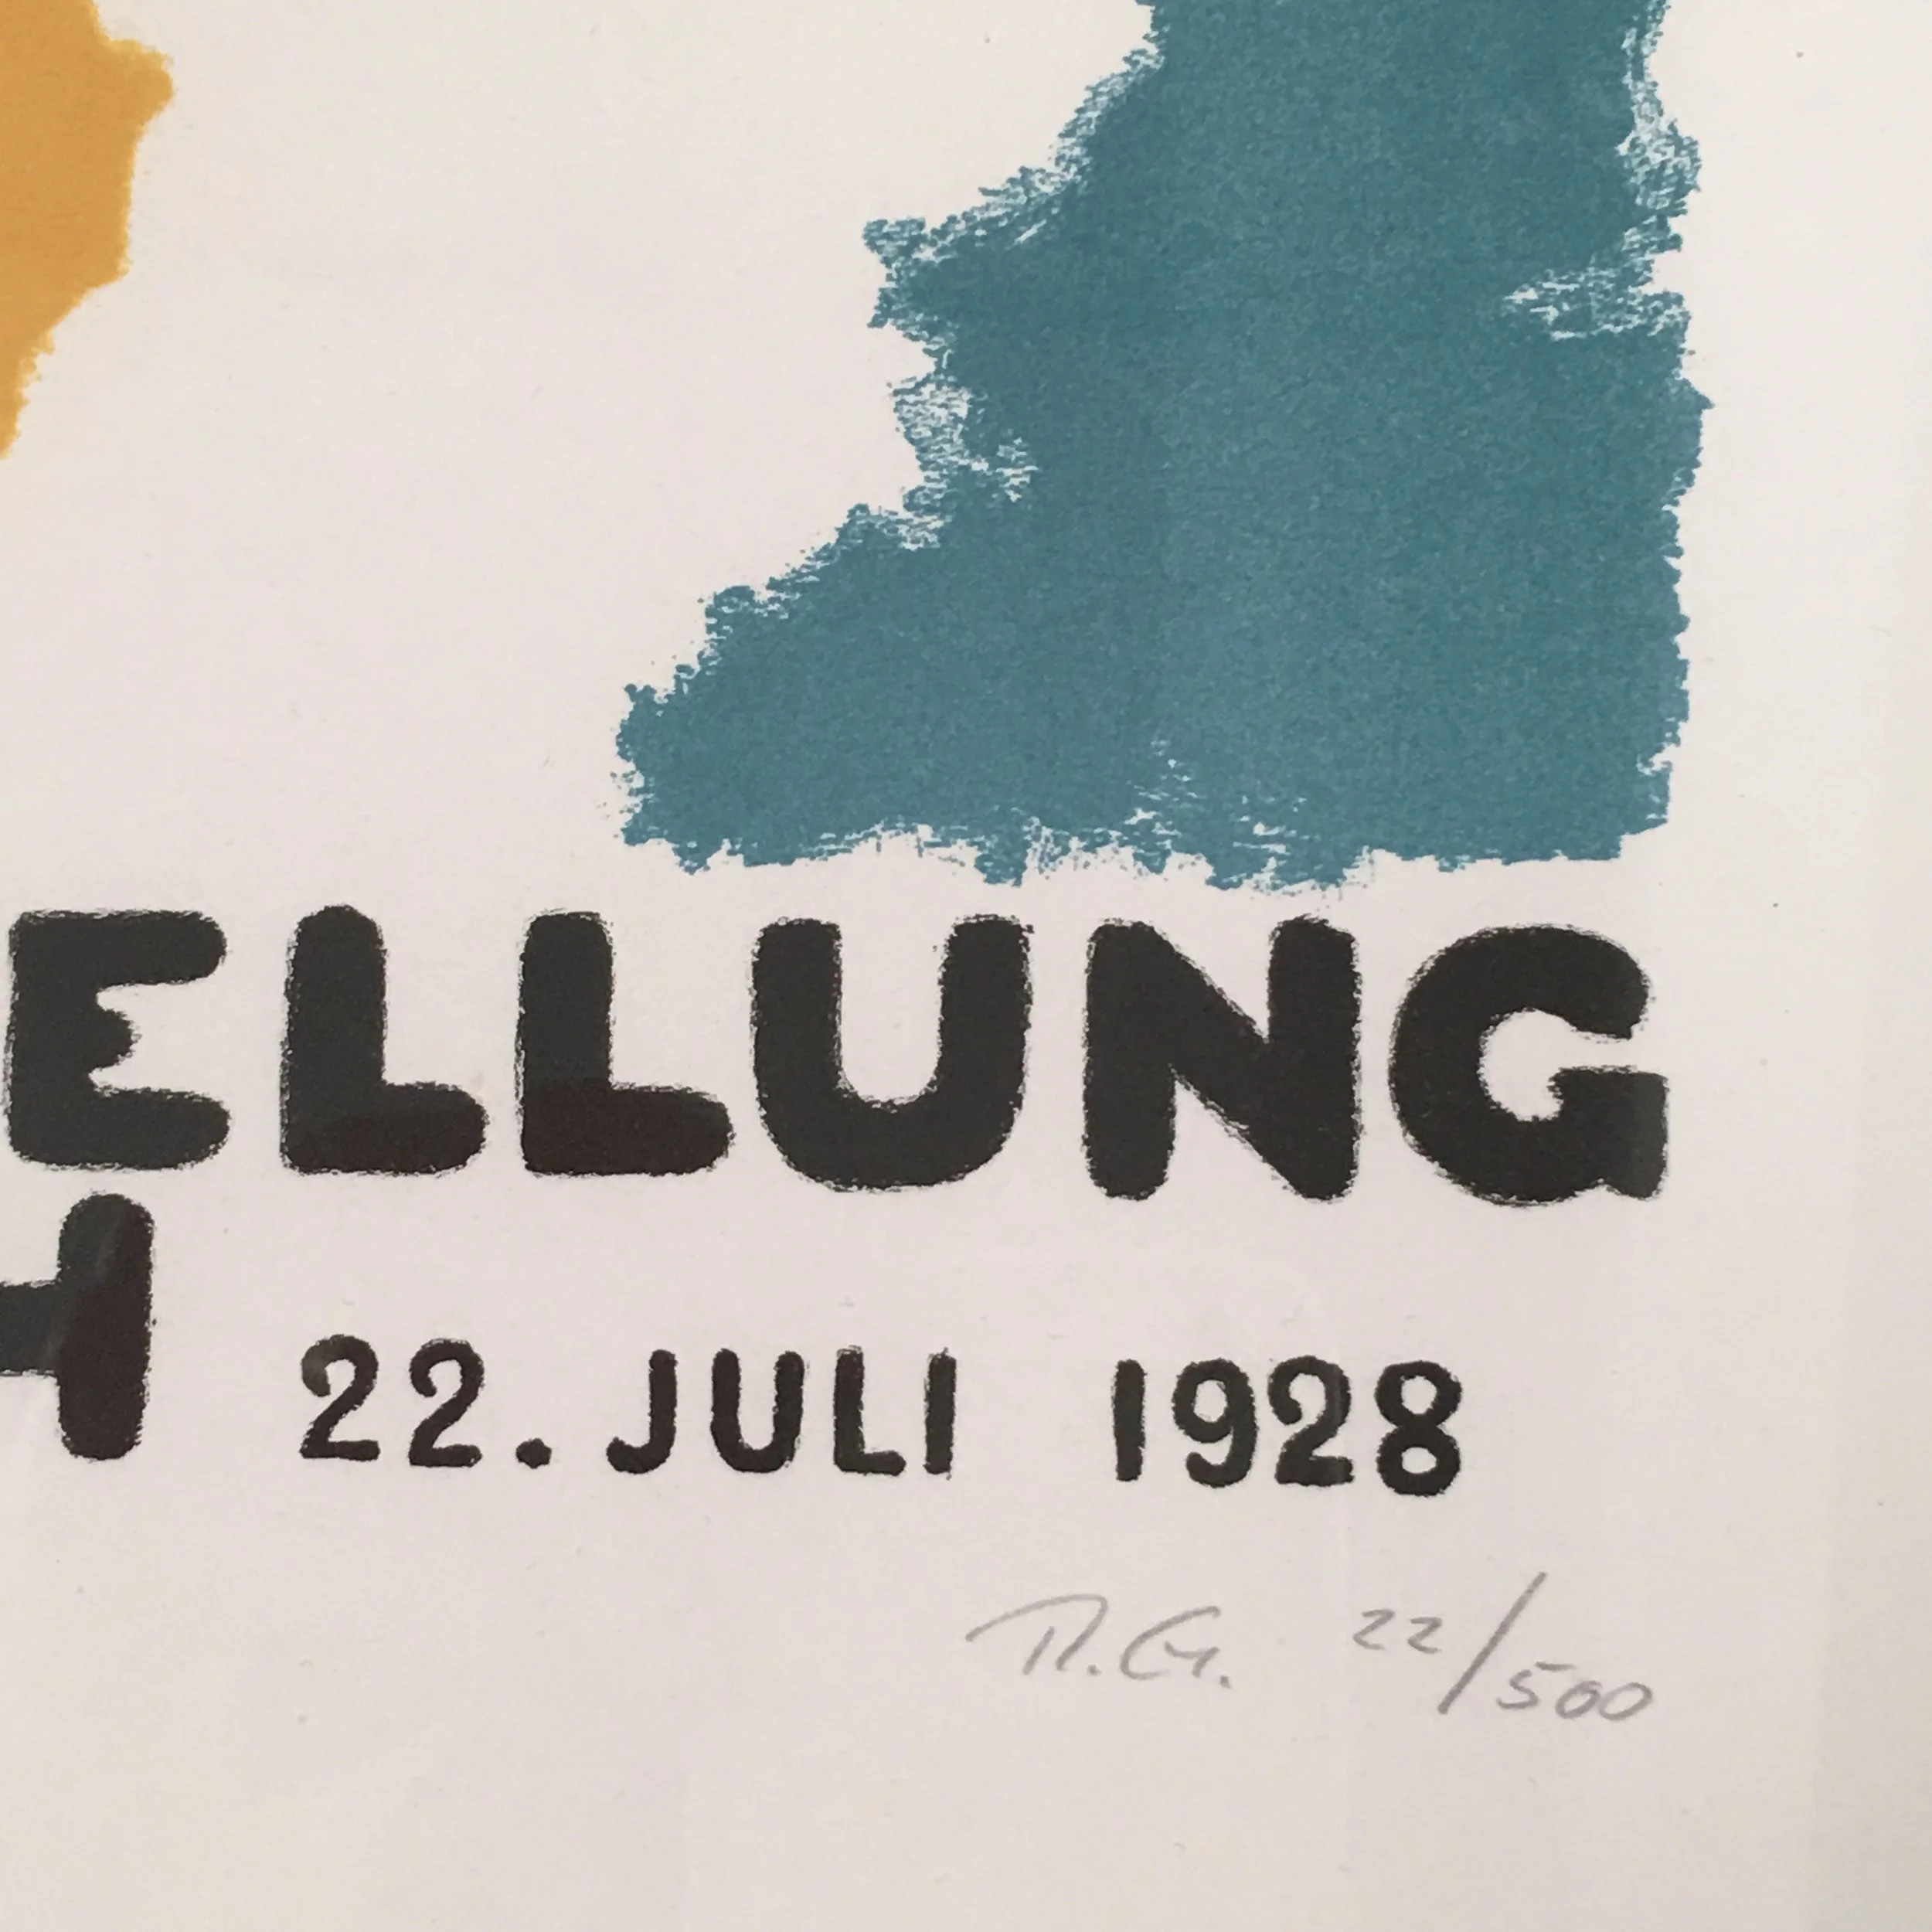 ELLUNG
H 22. JULI 1928
R.G. 22/500